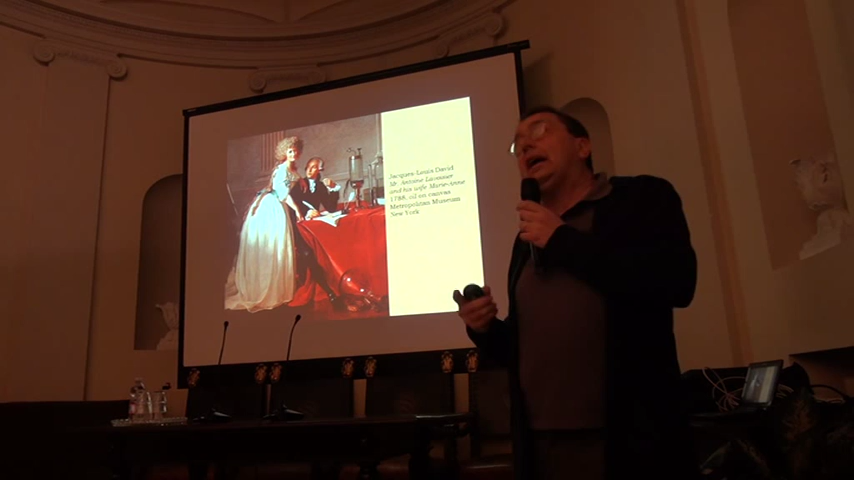 Jacques-Louis David
Mr. Antoine Lavoisier
and his wife Marie-Anne
1788, oil on canvas
Metropolitan Museum
New York